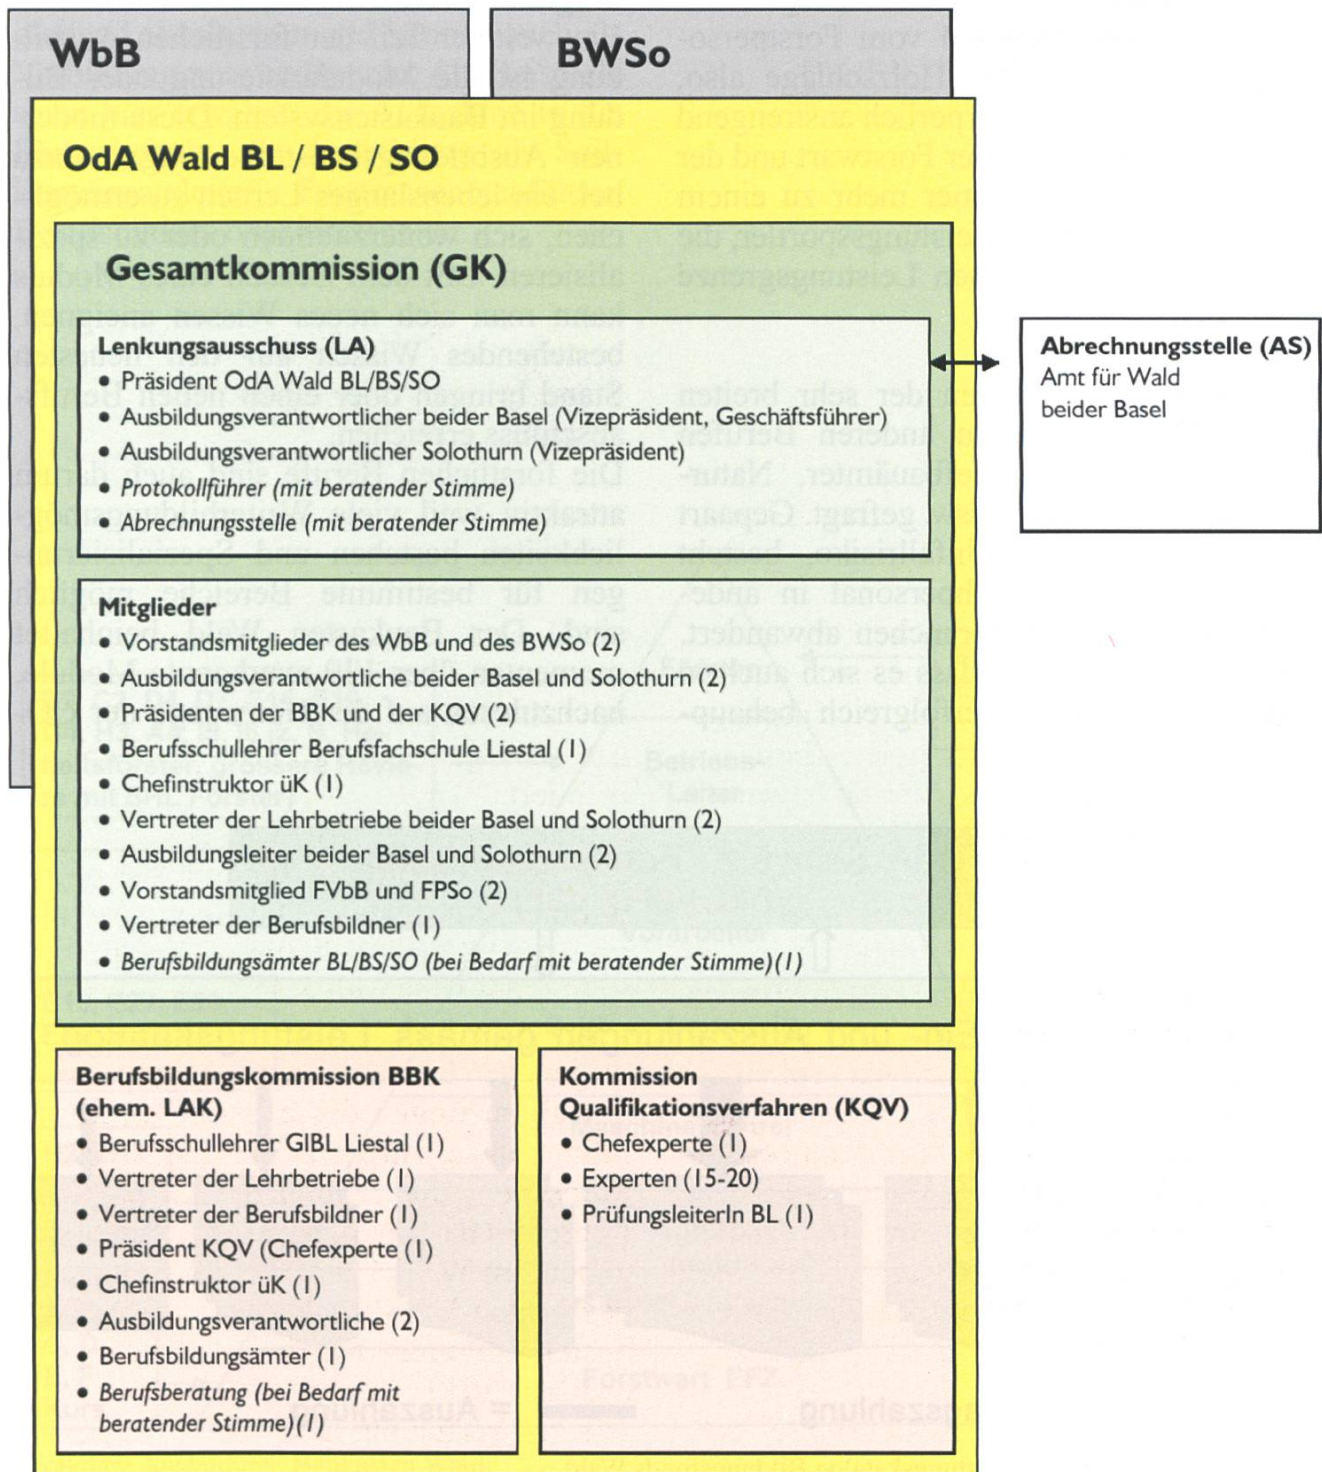 WbB
BWSo
OdA Wald BL / BS / SO
Gesamtkommission (GK)
Lenkungsausschuss (LA)
• Präsident OdA Wald BL/BS/SO
• Ausbildungsverantwortlicher beider Basel (Vizepräsident, Geschäftsführer)
• Ausbildungsverantwortlicher Solothurn (Vizepräsident)
• Protokollführer (mit beratender Stimme)
• Abrechnungsstelle (mit beratender Stimme)
Abrechnungsstelle (AS)
Amt für Wald
beider Basel
Mitglieder
• Vorstandsmitglieder des WbB und des BWSo (2)
• Ausbildungsverantwortliche beider Basel und Solothurn (2)
• Präsidenten der BBK und der KQV (2)
• Berufsschullehrer Berufsfachschule Liestal (1)
• Chefinstruktor üK (1)
• Vertreter der Lehrbetriebe beider Basel und Solothurn (2)
• Ausbildungsleiter beider Basel und Solothurn (2)
• Vorstandsmitglied FVbB und FPSo (2)
• Vertreter der Berufsbildner (1)
• Berufsbildungsämter BL/BS/SO (bei Bedarf mit beratender Stimme)(1)
Berufsbildungskommission BBK
(ehem. LAK)
• Berufsschullehrer GIBL Liestal (1)
• Vertreter der Lehrbetriebe (1)
• Vertreter der Berufsbildner (1)
• Präsident KQV (Chefexperte (1)
• Chefinstruktor üK (1)
• Ausbildungsverantwortliche (2)
• Berufsbildungsämter (1)
• Berufsberatung (bei Bedarf mit
beratender Stimme)(1)
Kommission
Qualifikationsverfahren (KQV)
• Chefexperte (1)
• Experten (15-20)
• PrüfungsleiterIn BL (1)